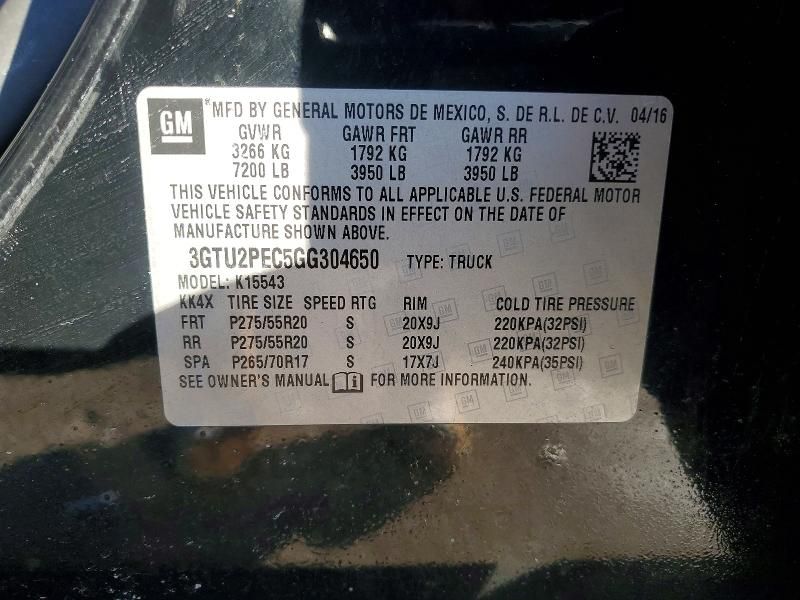 GM ® MFD BY GENERAL MOTORS DE MEXICO, S. DE R.L. DE C.V. 04/16
GVWR GAWR FRT GAWR RR
3266 KG 1792 KG 1792 KG
7200 LB 3950 LB 3950 LB
THIS VEHICLE CONFORMS TO ALL APPLICABLE U.S. FEDERAL MOTOR
VEHICLE SAFETY STANDARDS IN EFFECT ON THE DATE OF
MANUFACTURE SHOWN ABOVE.
3GTU2PEC5GG304650 TYPE: TRUCK
MODEL: K15543
KK4X TIRE SIZE SPEED RTG RIM COLD TIRE PRESSURE
FRT P275/55R20 S 20X9J 220KPA(32PSI)
RR P275/55R20 S 20X9J 220KPA(32PSI)
SPA P265/70R17 S 17X7J 240KPA(35PSI)
SEE OWNER'S MANUAL FOR MORE INFORMATION.